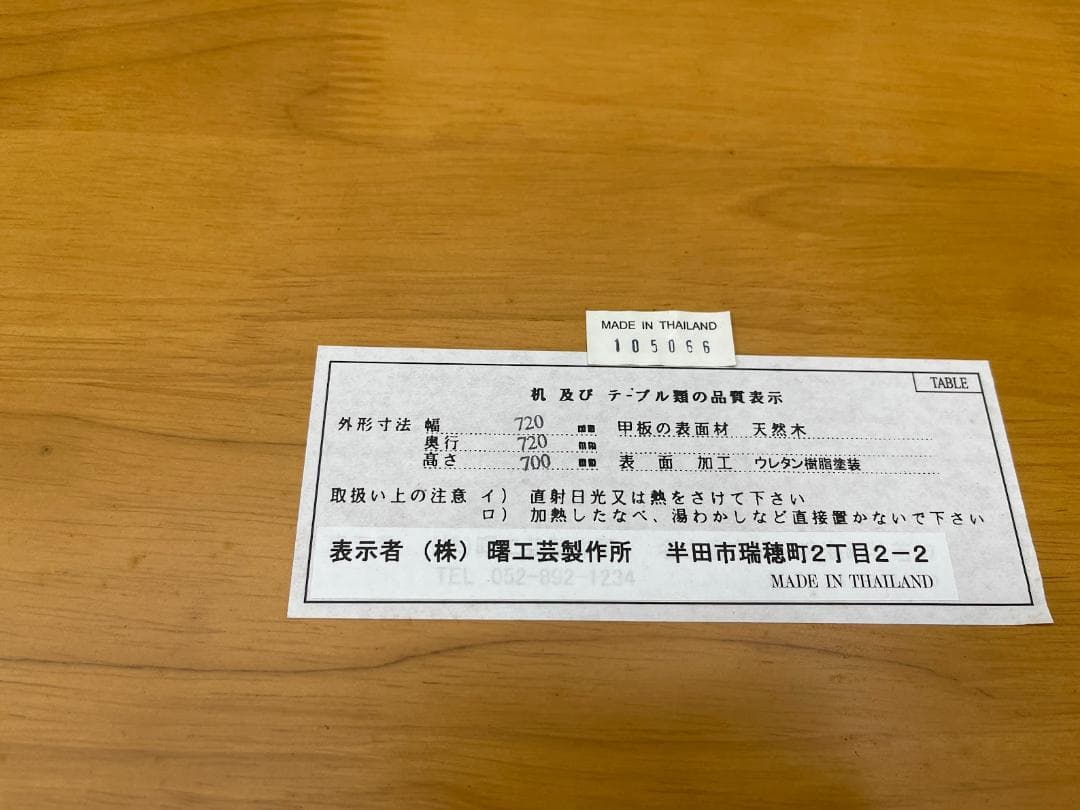 MADE IN THAILAND
105066
TABLE
机 及び テーブル類の品質表示
外形寸法 幅 720 mm 甲板の表面材 天然木
奥行 720 mm
高さ 700 mm 表面加工 ウレタン樹脂塗装
取扱い上の注意 イ) 直射日光又は熱をさけて下さい
ロ) 加熱したなべ、湯わかしなど直接置かないで下さい
表示者 (株) 曙工芸製作所 半田市瑞穂町2丁目2-2
TEL 052-892-1234
MADE IN THAILAND